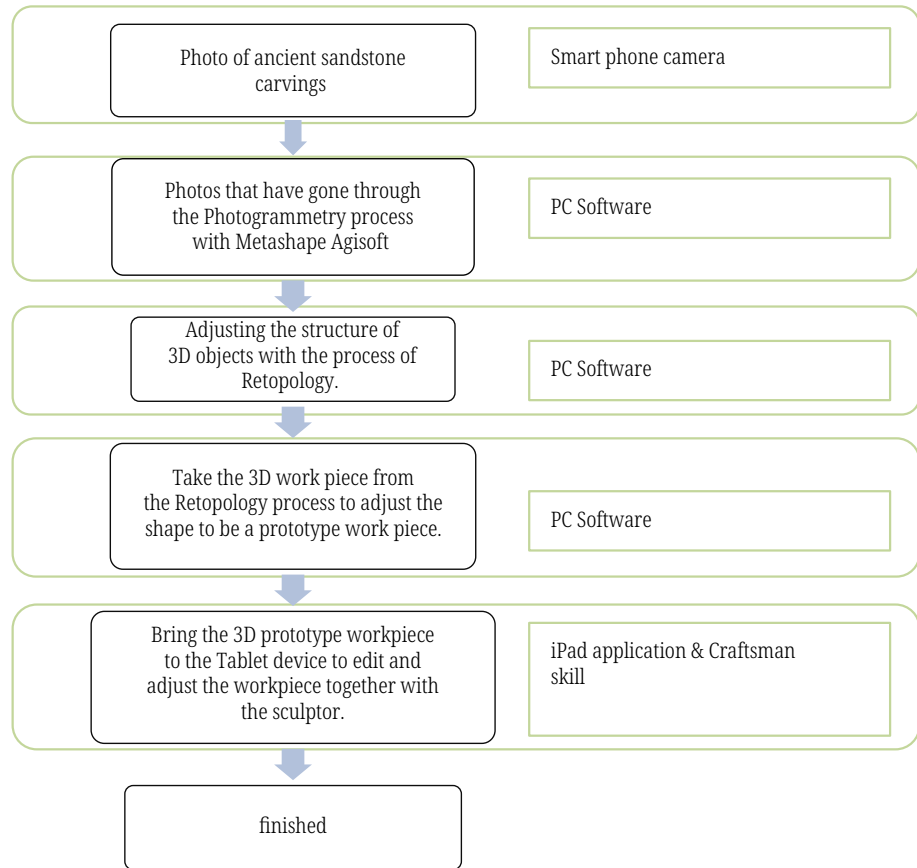 Photo of ancient sandstone
carvings
Smart phone camera
Photos that have gone through
the Photogrammetry process
with Metashape Agisoft
PC Software
Adjusting the structure of
3D objects with the process of
Retopology.
PC Software
Take the 3D work piece from
the Retopology process to adjust the
shape to be a prototype work piece.
PC Software
Bring the 3D prototype workpiece
to the Tablet device to edit and
adjust the workpiece together with
the sculptor.
iPad application & Craftsman
skill
finished